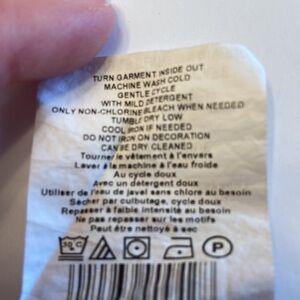 TURN GARMENT INSIDE OUT
MACHINE WASH COLD
GENTLE CYCLE
WITH MILD DETERGENT
ONLY NON-CHLORINE BLEACH WHEN NEEDED
TUMBLE DRY LOW
COOL IRON IF NEEDED
DO NOT IRON ON DECORATION
CAN BE DRY CLEANED
Tourner le vêtement à l'envers
Laver à la machine à l'eau froide
Au cycle doux
Avec un détergent doux
Utiliser de l'eau de javel sans chlore au besoin
Sécher par culbutage, cycle doux
Repasser à faible intensité au besoin
Ne pas repasser sur les motifs
Peut être nettoyé à sec
30°C
P